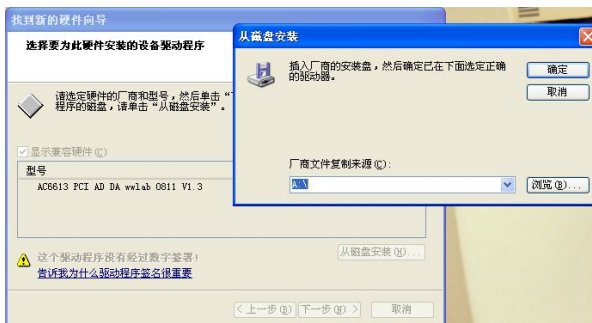 找到新的硬件向导
选择要为此硬件安装的设备驱动程序
请选定硬件的厂商和型号，然后单击“
程序的磁盘，请单击“从磁盘安装”。
显示兼容硬件(C)
型号
AC6613 PCI AD DA wwlab 0811 V1.3
这个驱动程序没有经过数字签署!
告诉我为什么驱动程序签名很重要
从磁盘安装(H)...
<上一步(B)
下一步(N) >
取消
从磁盘安装
插入厂商的安装盘，然后确定已在下面选定正确
的驱动器。
确定
取消
厂商文件复制来源(C):
A:\
浏览(B)...